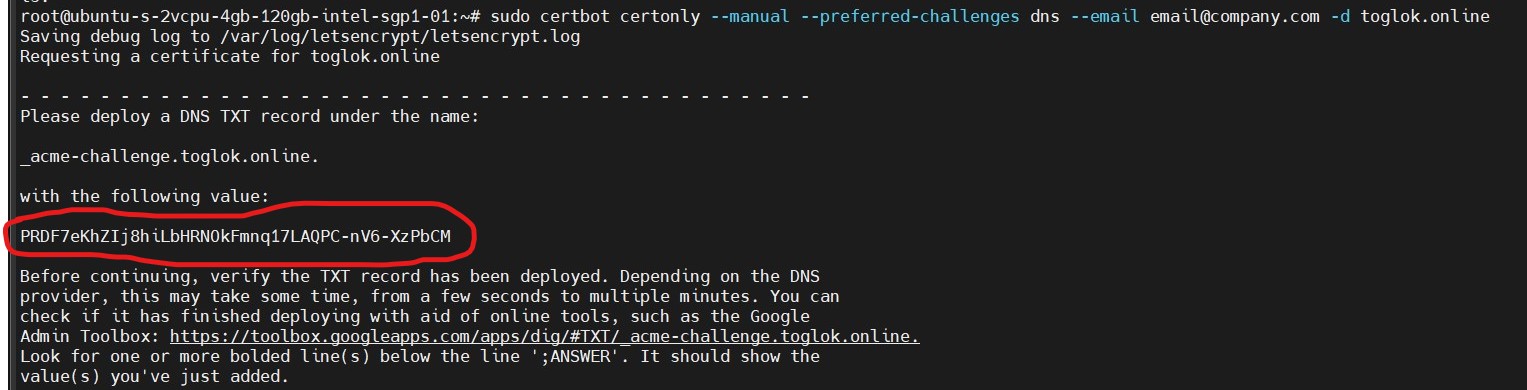 root@ubuntu-s-2vcpu-4gb-120gb-intel-sgp1-01:~# sudo certbot certonly --manual --preferred-challenges dns --email email@company.com -d toglok.online
Saving debug log to /var/log/letsencrypt/letsencrypt.log
Requesting a certificate for toglok.online
- - - - - - - - - - - - - - - - - - - - - - - - - - - - - - - - - - - - - - - -
Please deploy a DNS TXT record under the name:
_acme-challenge.toglok.online.
with the following value:
PRDF7eKhZIj8hiLbHRNOkFmnq17LAQPC-nV6-XzPbCM
Before continuing, verify the TXT record has been deployed. Depending on the DNS
provider, this may take some time, from a few seconds to multiple minutes. You can
check if it has finished deploying with aid of online tools, such as the Google
Admin Toolbox: https://toolbox.googleapps.com/apps/dig/#TXT/_acme-challenge.toglok.online.
Look for one or more bolded line(s) below the line ';ANSWER'. It should show the
value(s) you've just added.